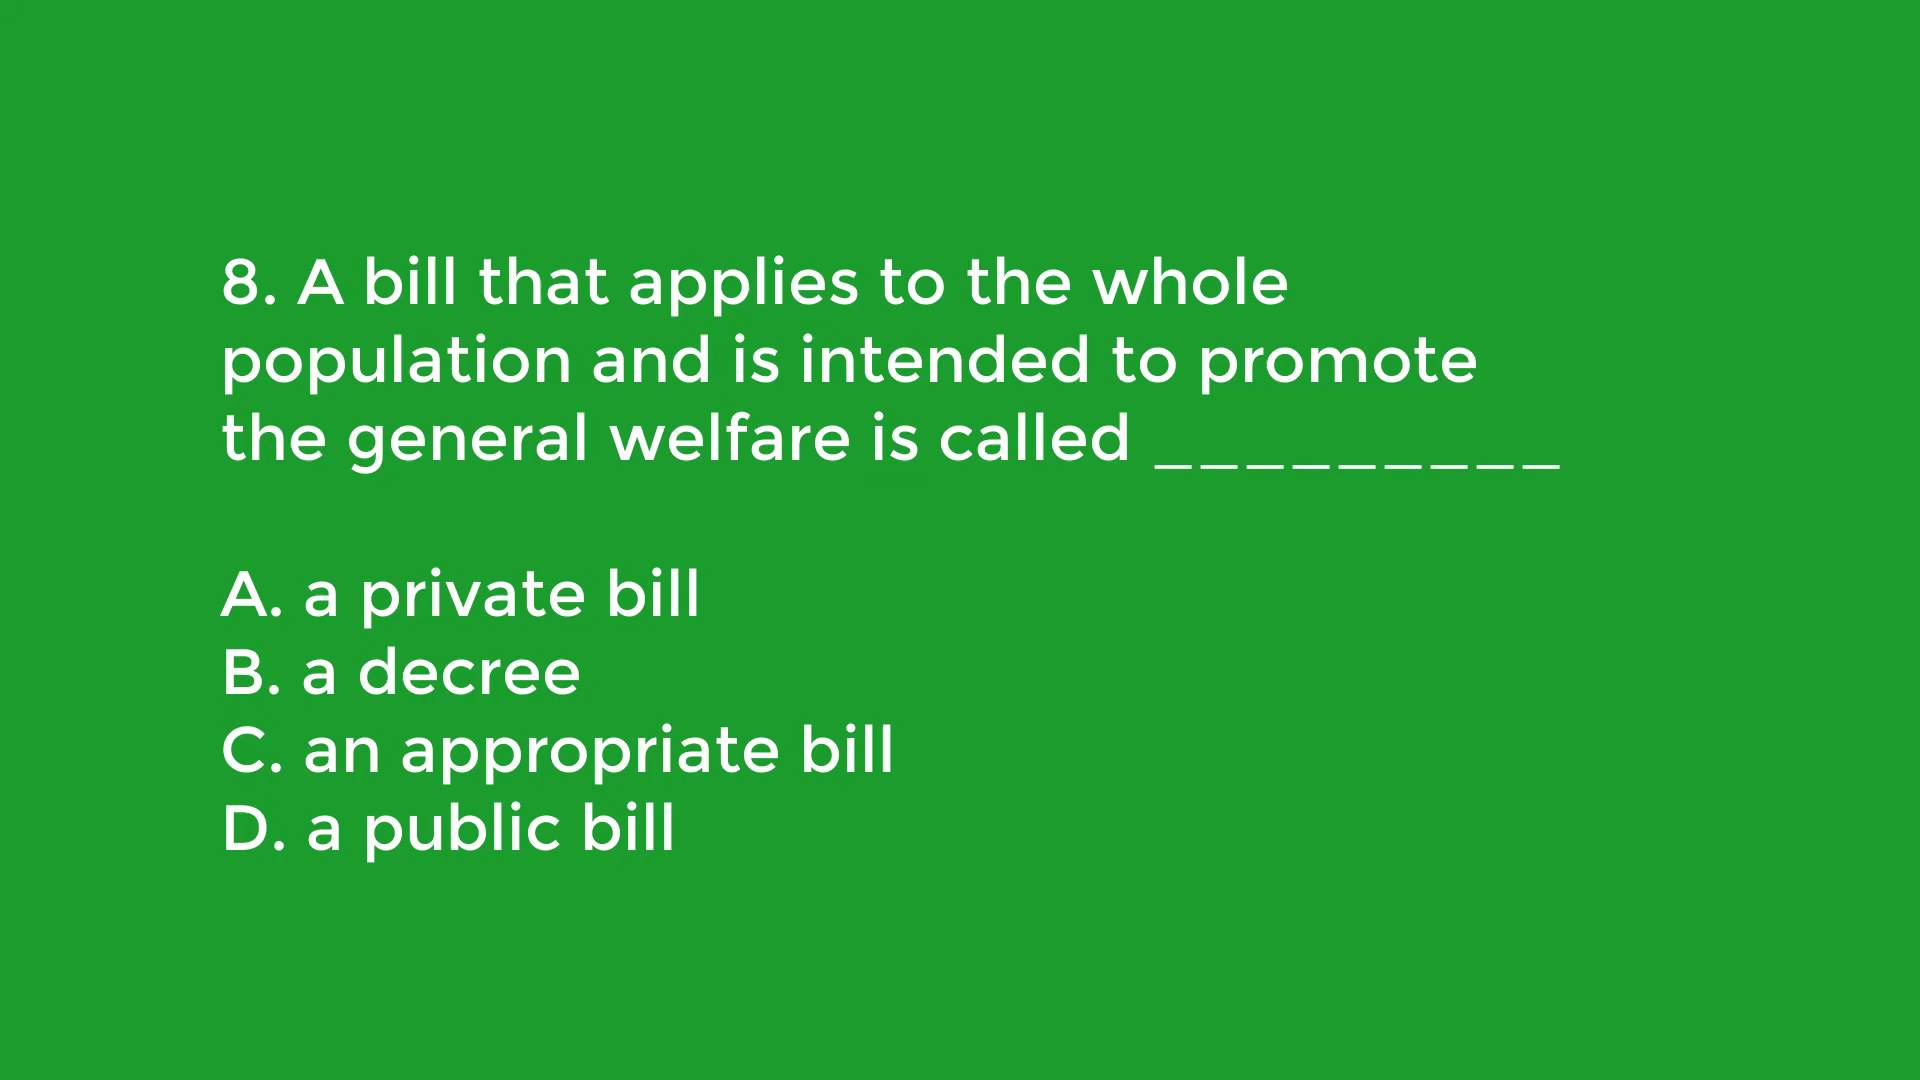 8. A bill that applies to the whole
population and is intended to promote
the general welfare is called _________
A. a private bill
B. a decree
C. an appropriate bill
D. a public bill